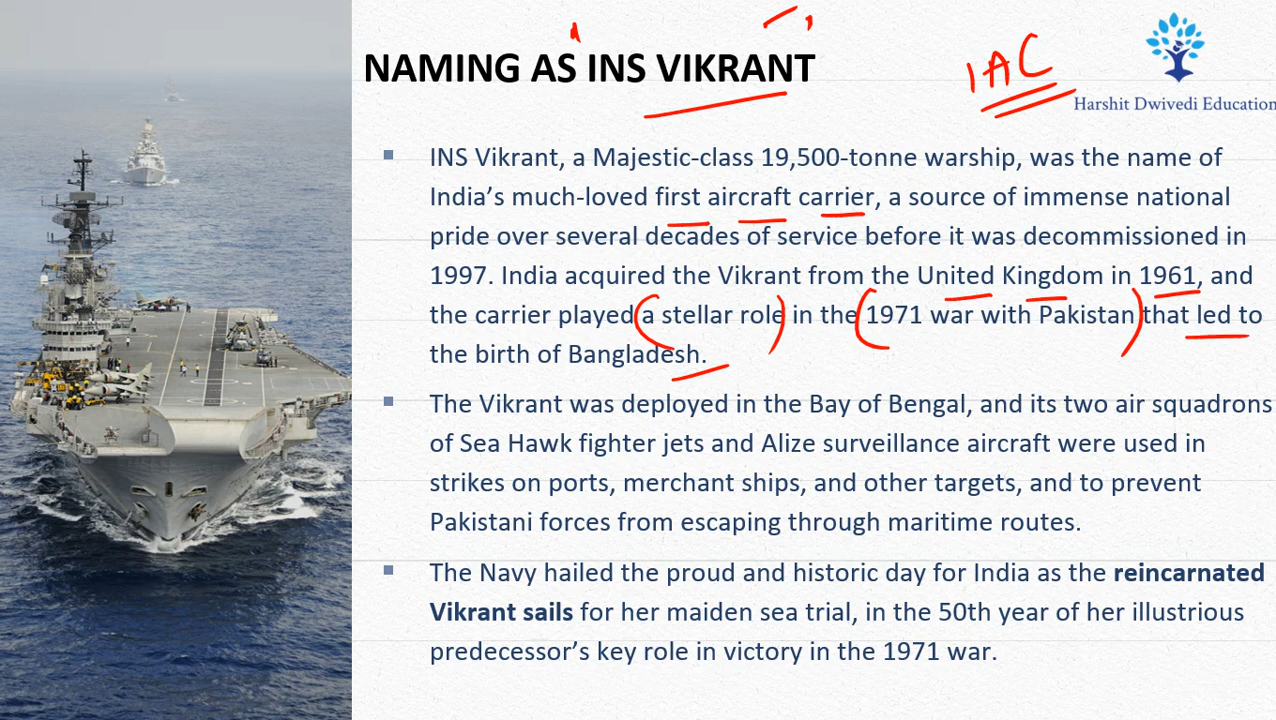 NAMING AS INS VIKRANT
IAC
Harshit Dwivedi Education
INS Vikrant, a Majestic-class 19,500-tonne warship, was the name of
India’s much-loved first aircraft carrier, a source of immense national
pride over several decades of service before it was decommissioned in
1997. India acquired the Vikrant from the United Kingdom in 1961, and
the carrier played a stellar role in the 1971 war with Pakistan that led to
the birth of Bangladesh.
The Vikrant was deployed in the Bay of Bengal, and its two air squadrons
of Sea Hawk fighter jets and Alize surveillance aircraft were used in
strikes on ports, merchant ships, and other targets, and to prevent
Pakistani forces from escaping through maritime routes.
The Navy hailed the proud and historic day for India as the reincarnated
Vikrant sails for her maiden sea trial, in the 50th year of her illustrious
predecessor’s key role in victory in the 1971 war.